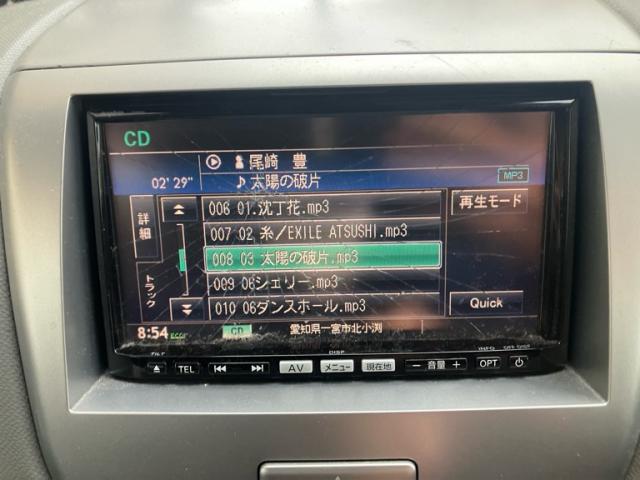 CD
尾崎 豊
02'29"
♪太陽の破片
MP3
詳細
トラック
006 01.沈丁花.mp3
再生モード
007 02 糸/EXILE ATSUSHI.mp3
008 03 太陽の破片.mp3
009 06シェリー.mp3
010 06ダンスホール.mp3
Quick
8:54
CD
愛知県一宮市北小渕
DISP
TEL
AV
メニュー
現在地
− 音量 +
OPT